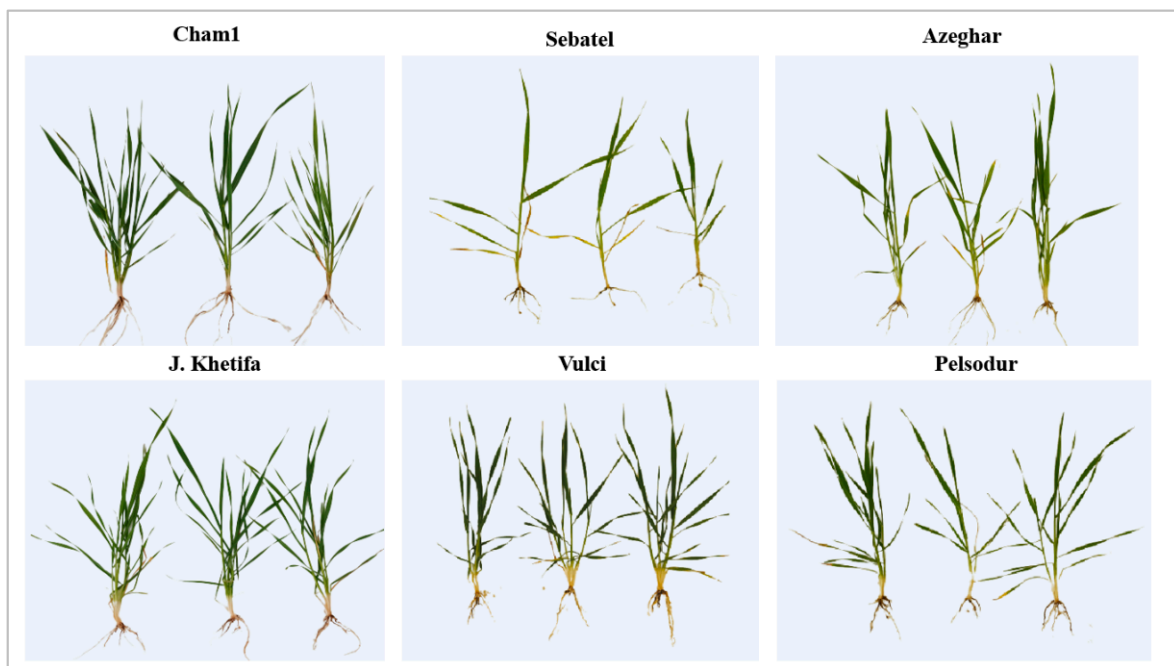 Cham1
Sebatel
Azeghar
J. Khetifa
Vulci
Pelsodur